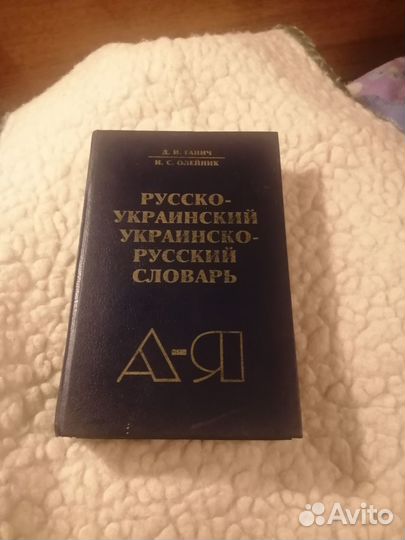 Д. И. ГАНИЧ
И. С. ОЛЕЙНИК
РУССКО-
УКРАИНСКИЙ
УКРАИНСКО-
РУССКИЙ
СЛОВАРЬ
А-Я
Avito